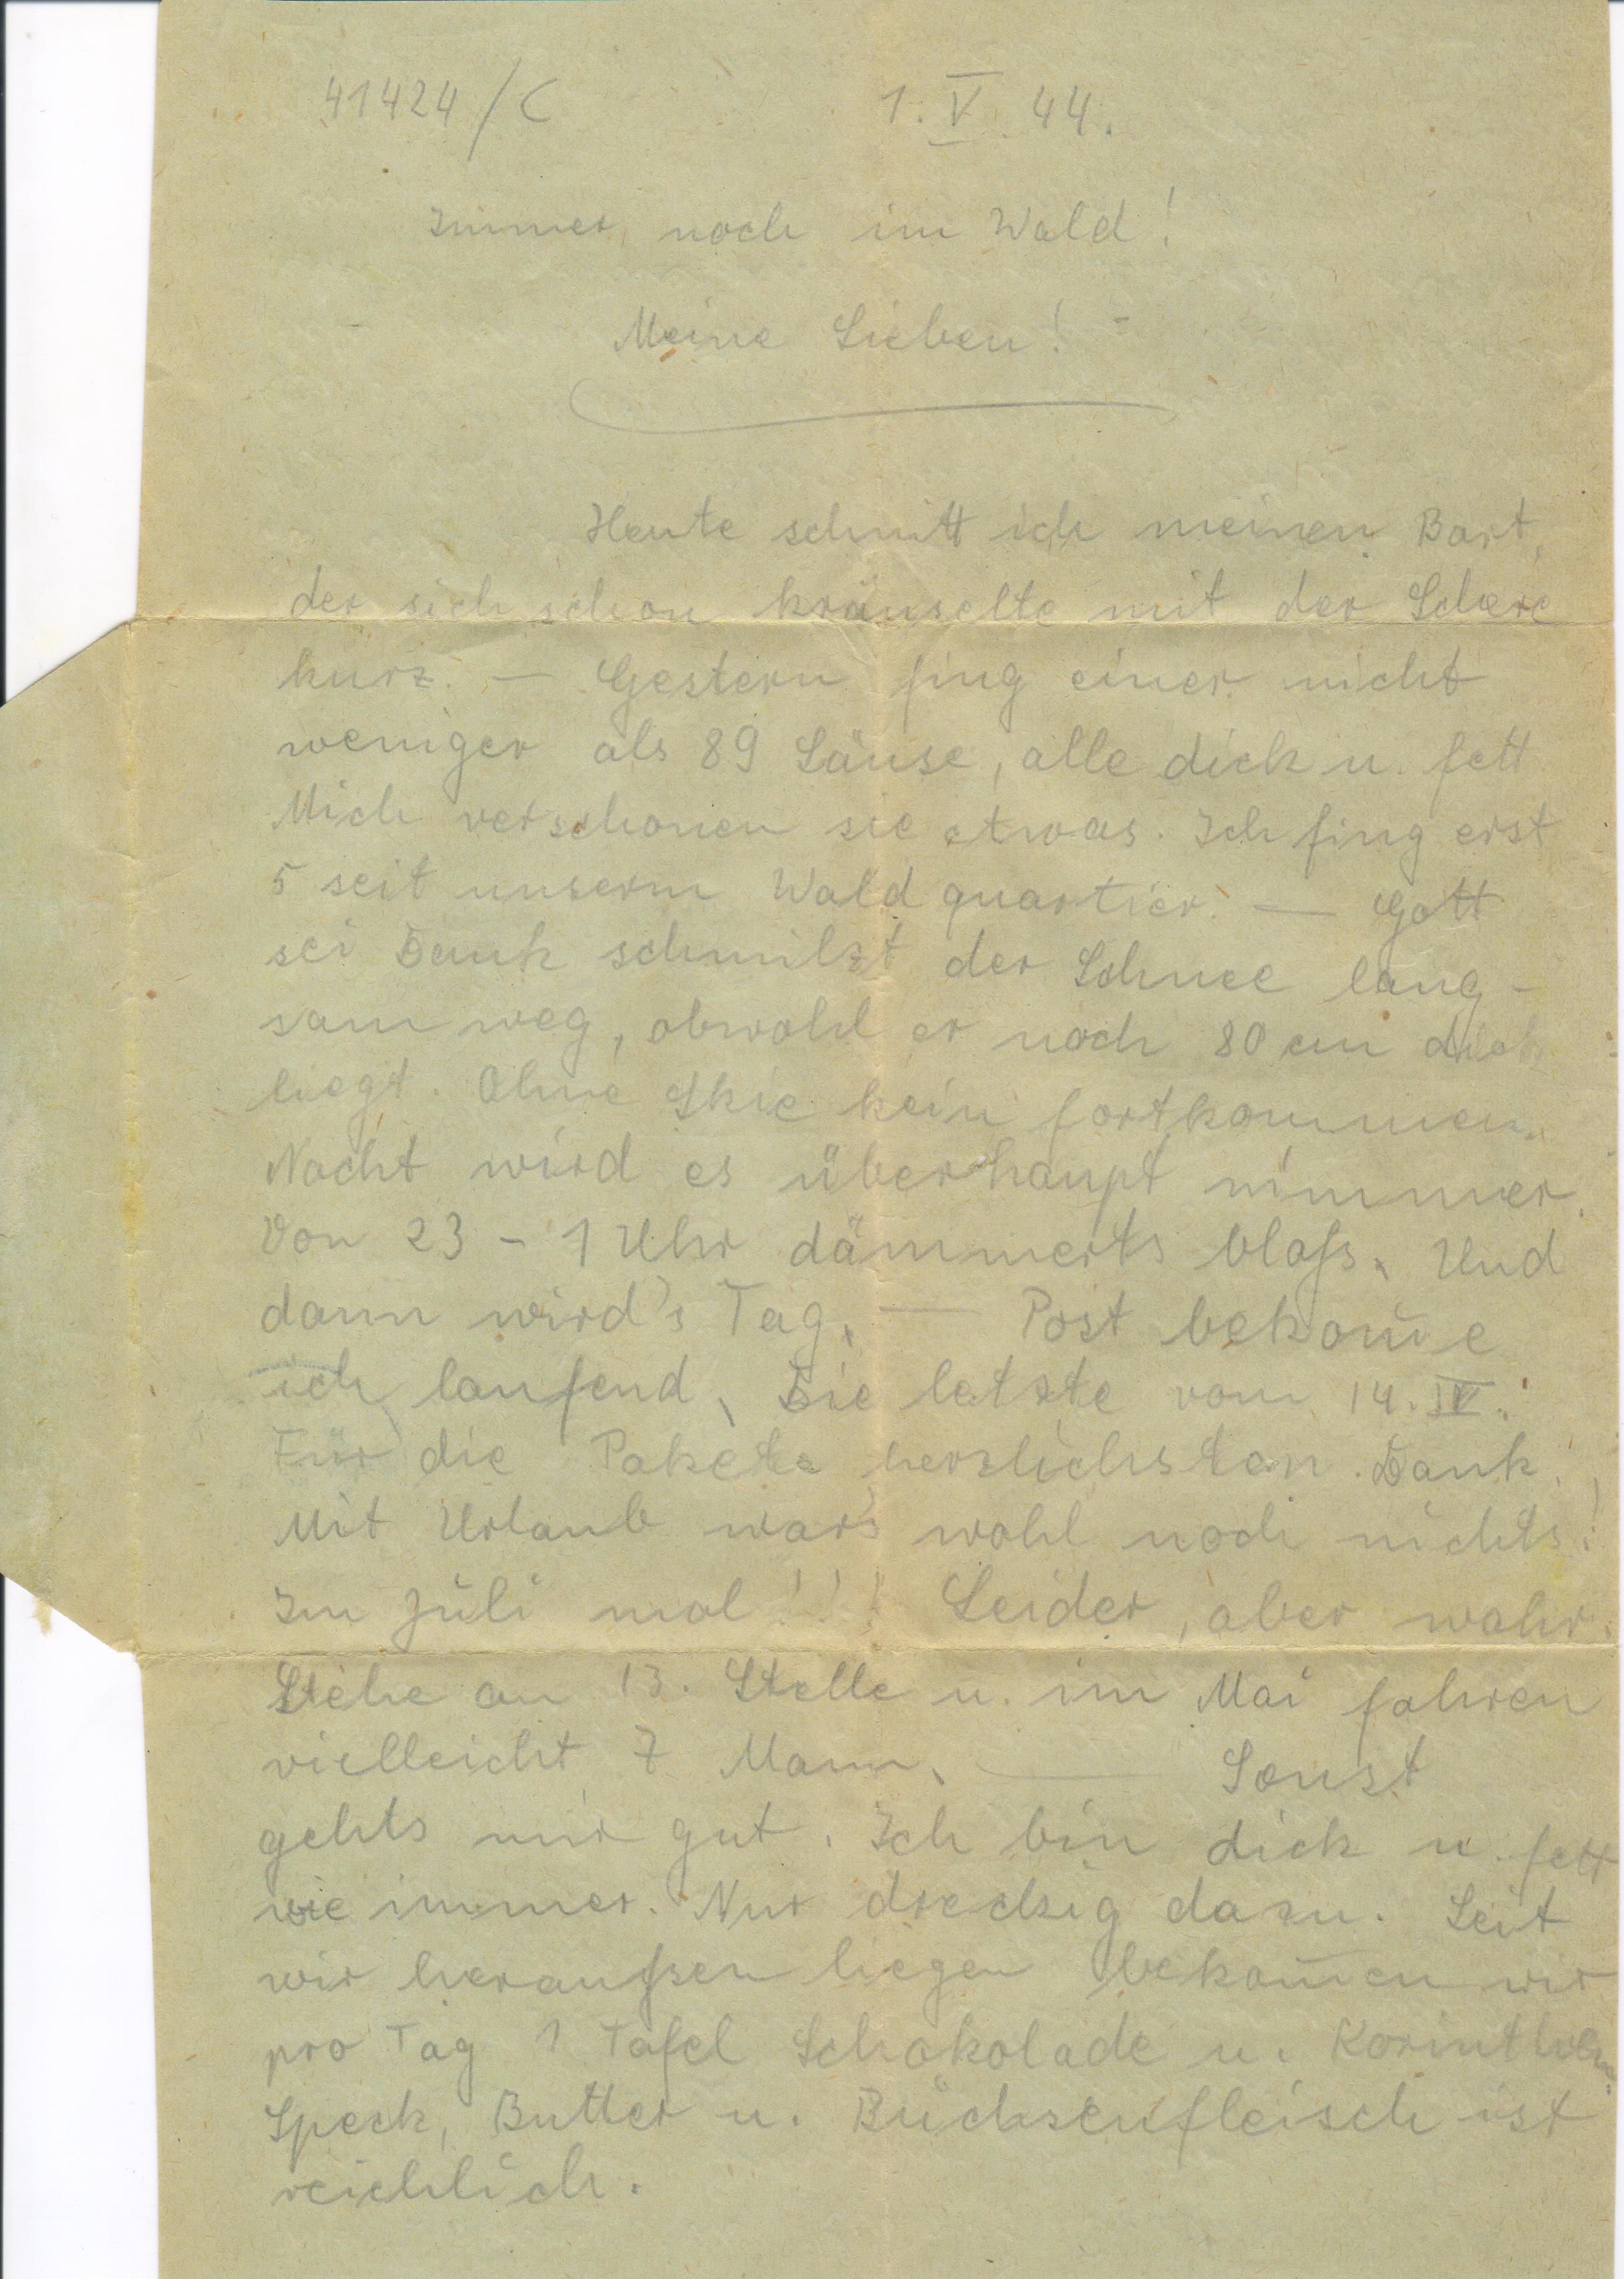 41424/C 1. V. 44.
Immer noch im Wald!
Meine Lieben!
Heute schnitt ich meinen Bart,
der sich schon kräuselte mit der Schere
kurz. — Gestern fing einer nicht
weniger als 89 Läuse, alle dick u. fett
Mich verschonen sie etwas. Ich fing erst
5 seit unserm Waldquartier. — Gott
sei Dank schmilzt der Schnee lang-
sam weg, obwohl er noch 80 cm dick
liegt. Ohne Skie kein fortkommen.
Nacht wird es überhaupt nimmer.
Von 23 - 1 Uhr dämmerts blaß. Und
dann wird's Tag. — Post bekom̅e
ich laufend, Die letzte vom 14. IV.
Für die Pakete herzlichsten Dank.
Mit Urlaub wars wohl noch nichts!
Im Juli mal!!! Leider, aber wahr.
Stehe an 13. Stelle u. im Mai fahren
vielleicht 7 Mann. — Sonst
gehts mir gut. Ich bin dick u. fett
wie immer. Nur dreckig dazu. Seit
wir heraußen liegen bekom̅en wir
pro Tag 1 Tafel Schokolade u. Korinthen.
Speck, Butter u. Büchsenfleisch ist
reichlich.